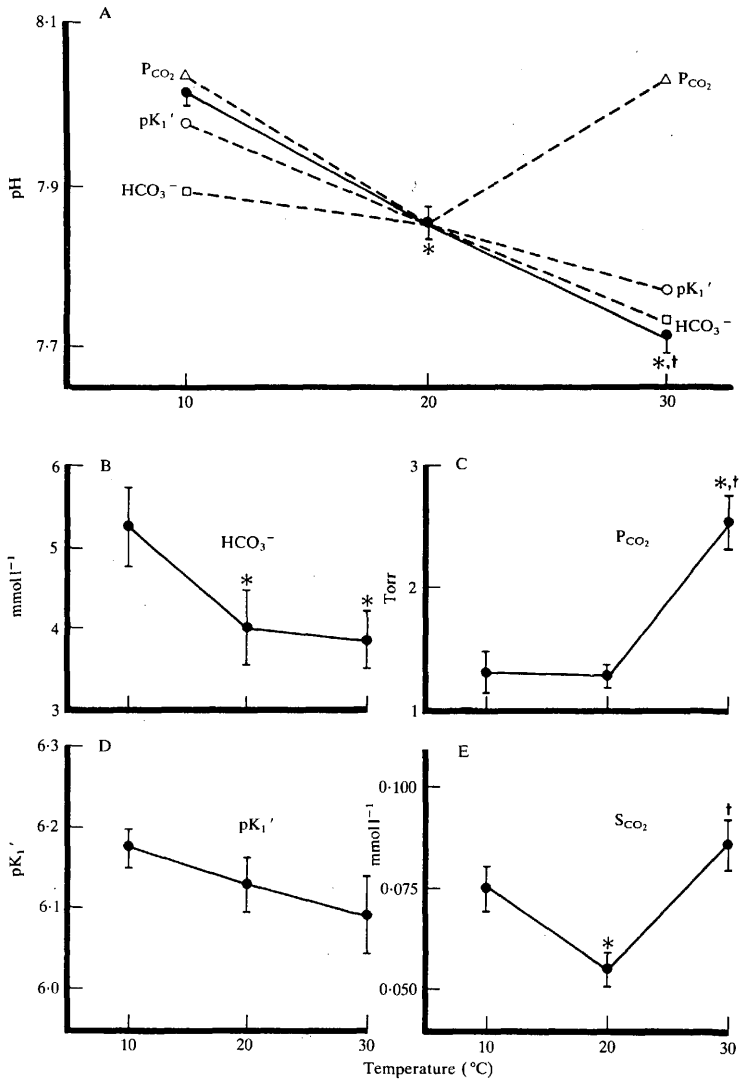 A
8·1
7·9
7·7
pH
P_CO₂
pK₁′
HCO₃⁻
P_CO₂
pK₁′
HCO₃⁻
*
*,†
10
20
30
B
6
5
4
3
mmol l⁻¹
HCO₃⁻
*
*
C
3
2
1
Torr
P_CO₂
*,†
D
6·3
6·2
6·1
6·0
pK₁′
pK₁′
10
20
30
E
0·100
0·075
0·050
mmol l⁻¹
S_CO₂
*
†
10
20
30
Temperature (°C)